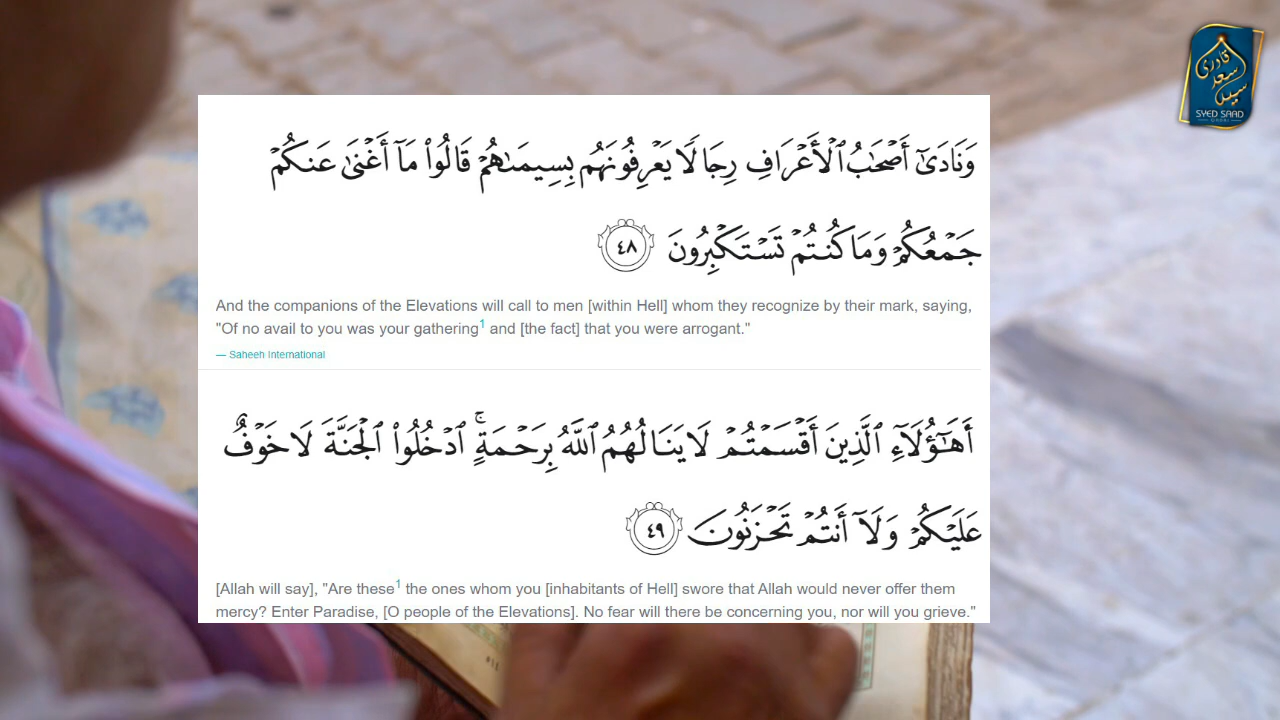 قادری
سعد
سید
SYED SAAD
وَنَادَىٰٓ أَصْحَـٰبُ ٱلْأَعْرَافِ رِجَالًا يَعْرِفُونَهُم بِسِيمَىٰهُمْ قَالُوا۟ مَآ أَغْنَىٰ عَنكُمْ
جَمْعُكُمْ وَمَا كُنتُمْ تَسْتَكْبِرُونَ ٤٨
And the companions of the Elevations will call to men [within Hell] whom they recognize by their mark, saying,
"Of no avail to you was your gathering1 and [the fact] that you were arrogant."
— Saheeh International
أَهَـٰٓؤُلَآءِ ٱلَّذِينَ أَقْسَمْتُمْ لَا يَنَالُهُمُ ٱللَّهُ بِرَحْمَةٍۚ ٱدْخُلُوا۟ ٱلْجَنَّةَ لَا خَوْفٌ
عَلَيْكُمْ وَلَآ أَنتُمْ تَحْزَنُونَ ٤٩
[Allah will say], "Are these1 the ones whom you [inhabitants of Hell] swore that Allah would never offer them
mercy? Enter Paradise, [O people of the Elevations]. No fear will there be concerning you, nor will you grieve."